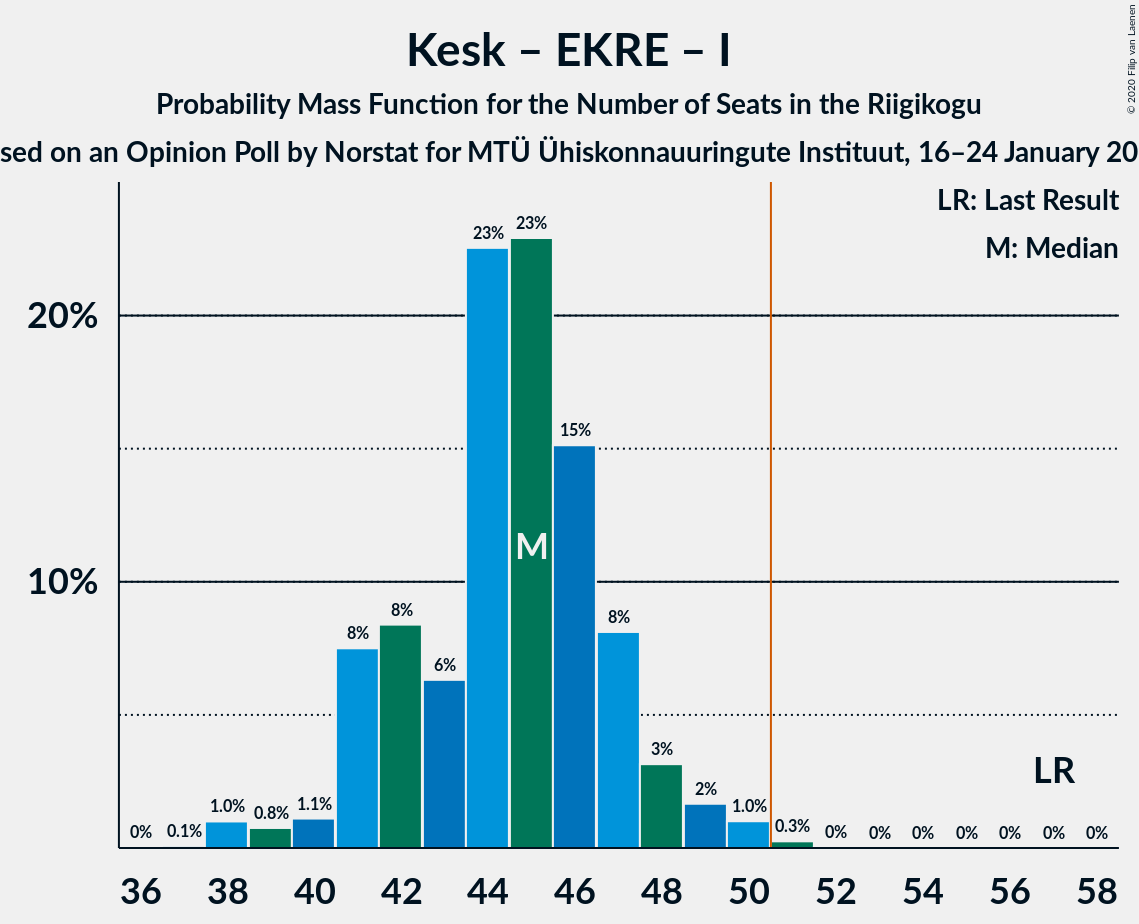 Kesk – EKRE – I
Probability Mass Function for the Number of Seats in the Riigikogu
sed on an Opinion Poll by Norstat for MTÜ Ühiskonnauuringute Instituut, 16–24 January 20
© 2020 Filip van Laenen
LR: Last Result
M: Median
20%
10%
0%
0.1%
1.0%
0.8%
1.1%
8%
8%
6%
23%
23%
15%
8%
3%
2%
1.0%
0.3%
0%
0%
0%
0%
0%
0%
0%
M
LR
36 38 40 42 44 46 48 50 52 54 56 58